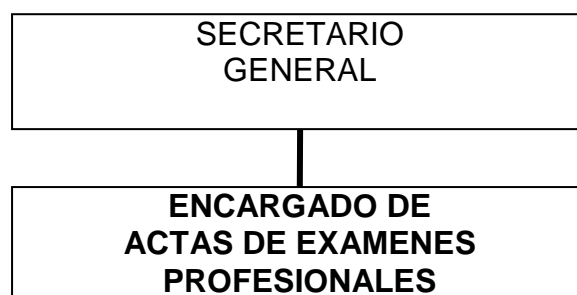 SECRETARIO
GENERAL
ENCARGADO DE
ACTAS DE EXAMENES
PROFESIONALES